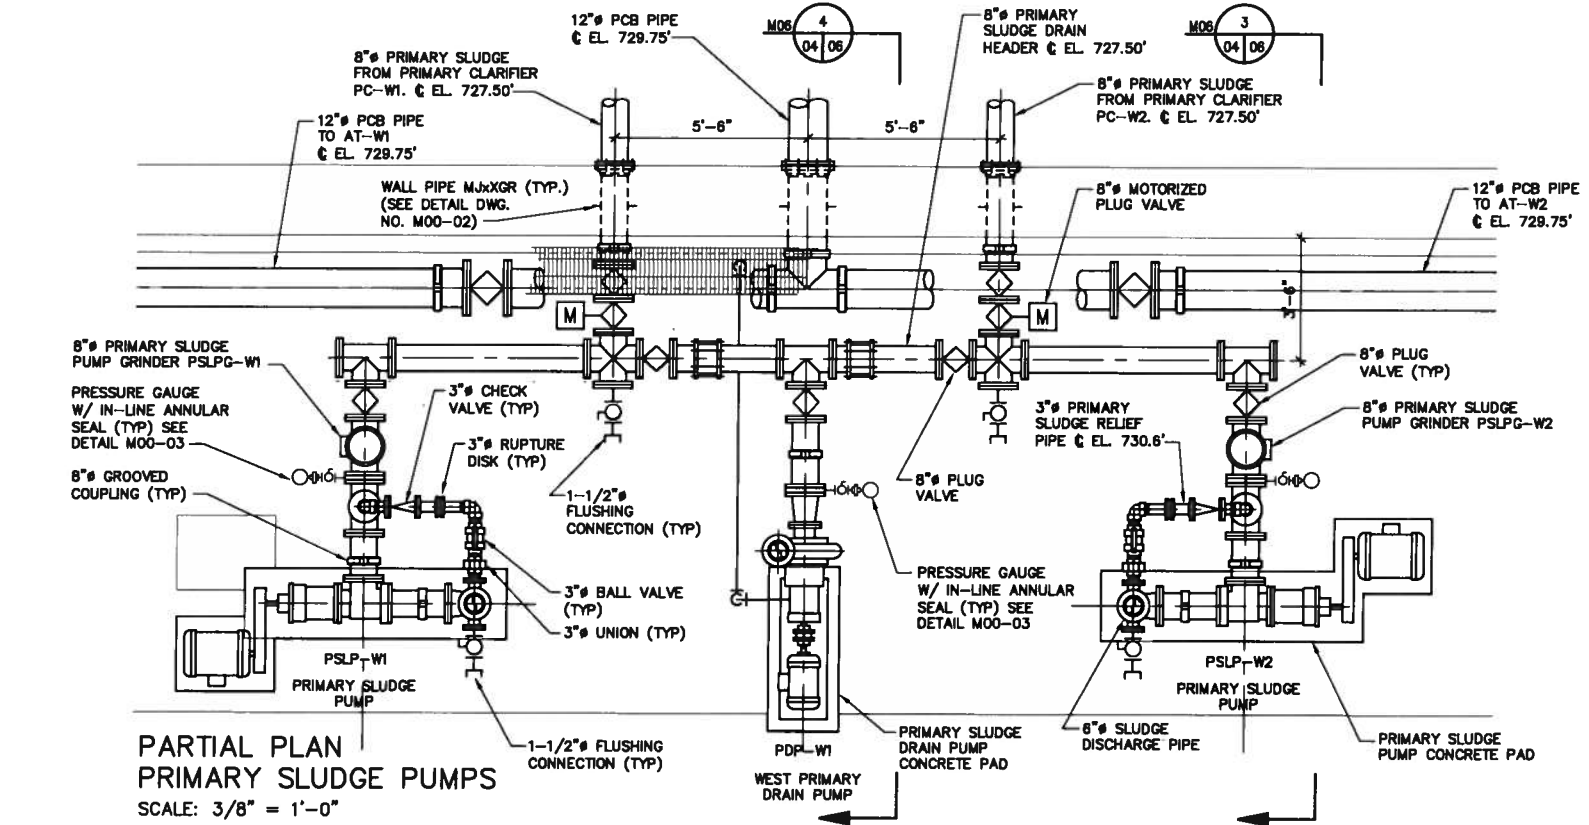 12"ø PCB PIPE
℄ EL. 729.75'
M06
4
04 06
8"ø PRIMARY
SLUDGE DRAIN
HEADER ℄ EL. 727.50'
M06
3
04 06
8"ø PRIMARY SLUDGE
FROM PRIMARY CLARIFIER
PC-W1. ℄ EL. 727.50'
8"ø PRIMARY SLUDGE
FROM PRIMARY CLARIFIER
PC-W2. ℄ EL. 727.50'
12"ø PCB PIPE
TO AT-W1
℄ EL. 729.75'
5'-6"
5'-6"
WALL PIPE MJxXGR (TYP.)
(SEE DETAIL DWG.
NO. M00-02)
8"ø MOTORIZED
PLUG VALVE
12"ø PCB PIPE
TO AT-W2
℄ EL. 729.75'
3'-6"
M
M
8"ø PRIMARY SLUDGE
PUMP GRINDER PSLPG-W1
8"ø PLUG
VALVE (TYP)
PRESSURE GAUGE
W/ IN-LINE ANNULAR
SEAL (TYP) SEE
DETAIL M00-03
3"ø CHECK
VALVE (TYP)
3"ø PRIMARY
SLUDGE RELIEF
PIPE ℄ EL. 730.6'
8"ø PRIMARY SLUDGE
PUMP GRINDER PSLPG-W2
3"ø RUPTURE
DISK (TYP)
8"ø GROOVED
COUPLING (TYP)
8"ø PLUG
VALVE
1-1/2"ø
FLUSHING
CONNECTION (TYP)
3"ø BALL VALVE
(TYP)
3"ø UNION (TYP)
PRESSURE GAUGE
W/ IN-LINE ANNULAR
SEAL (TYP) SEE
DETAIL M00-03
PSLP-W1
PRIMARY SLUDGE
PUMP
PSLP-W2
PRIMARY SLUDGE
PUMP
1-1/2"ø FLUSHING
CONNECTION (TYP)
PDP-W1
WEST PRIMARY
DRAIN PUMP
PRIMARY SLUDGE
DRAIN PUMP
CONCRETE PAD
6"ø SLUDGE
DISCHARGE PIPE
PRIMARY SLUDGE
PUMP CONCRETE PAD
PARTIAL PLAN
PRIMARY SLUDGE PUMPS
SCALE: 3/8" = 1'-0"